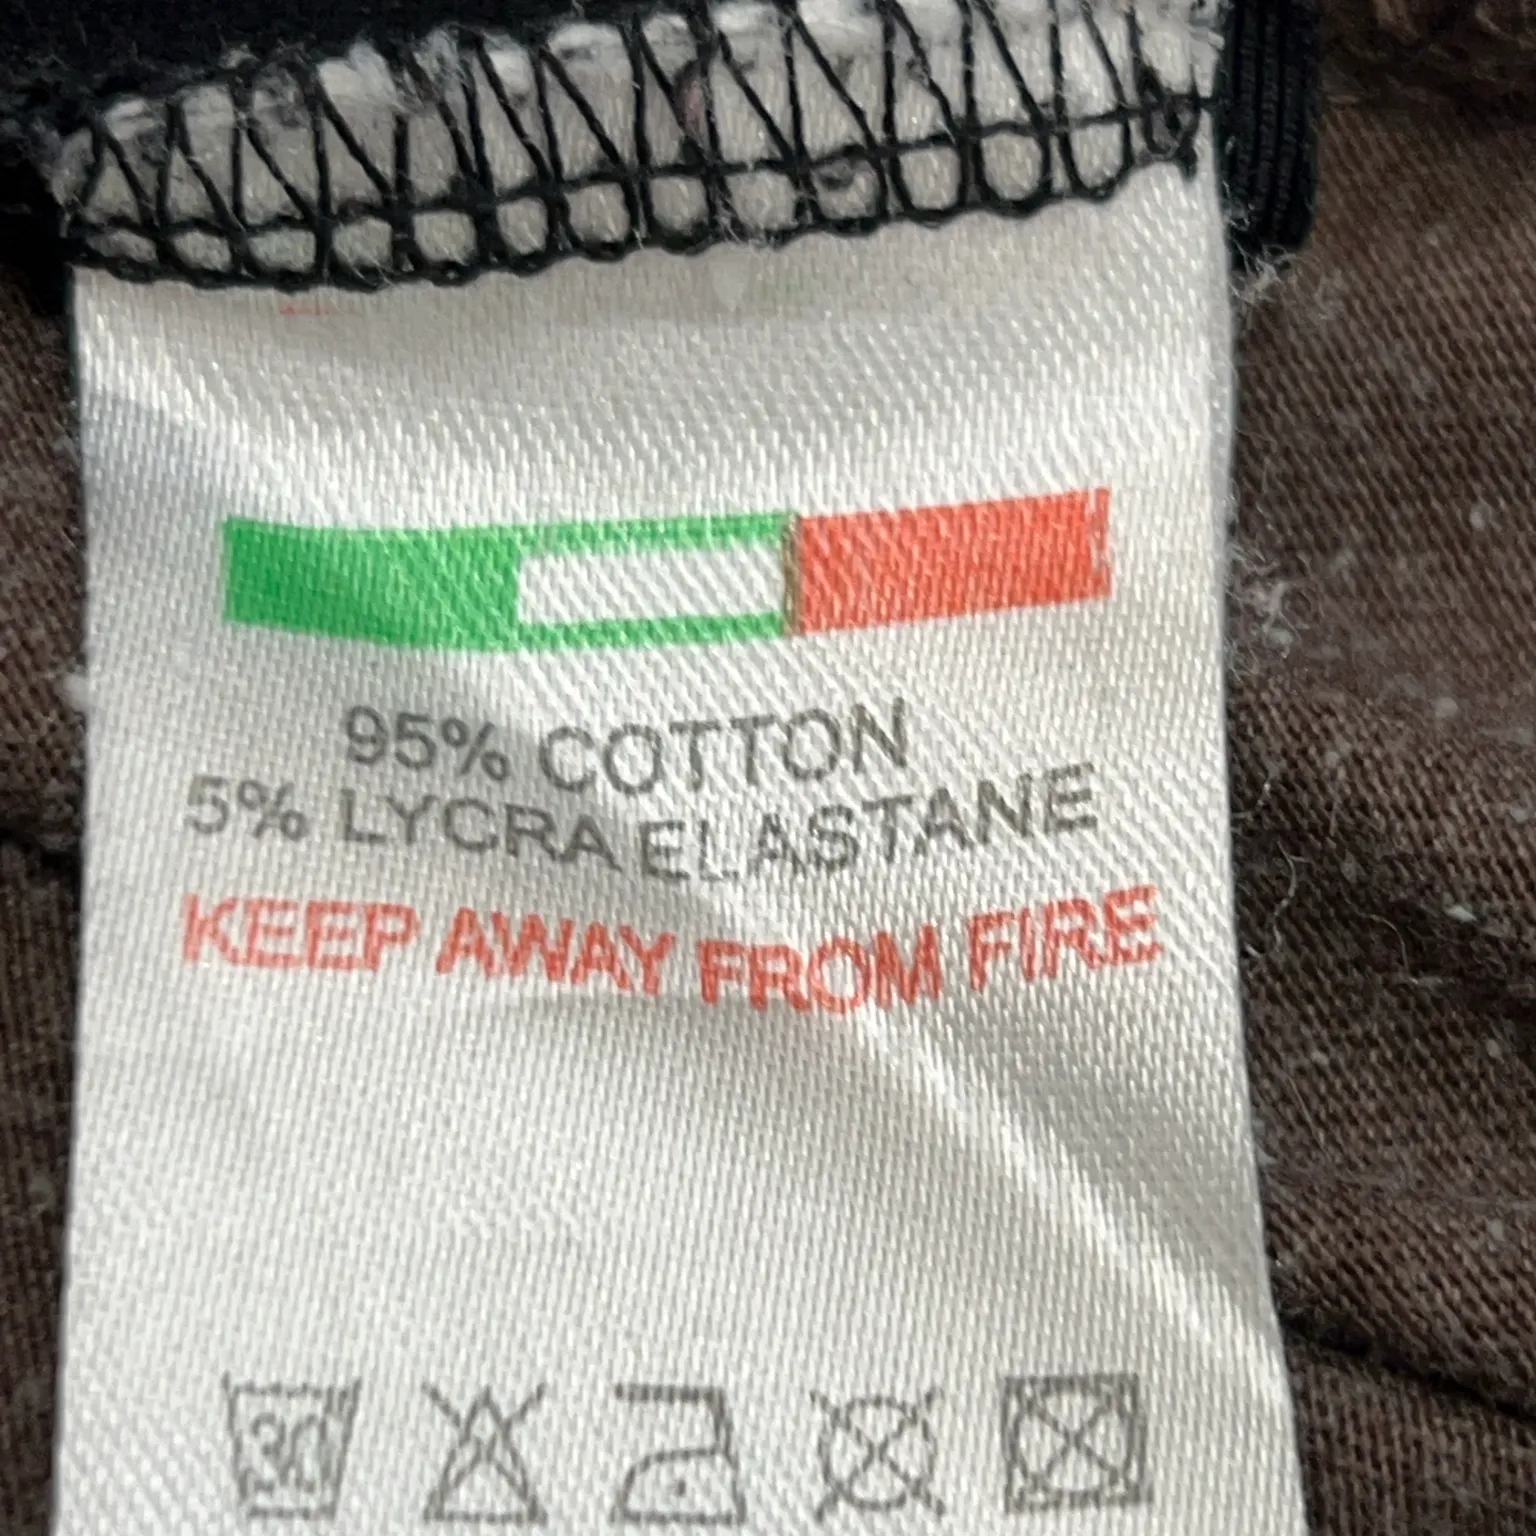 95% COTTON
5% LYCRA ELASTANE
KEEP AWAY FROM FIRE
30